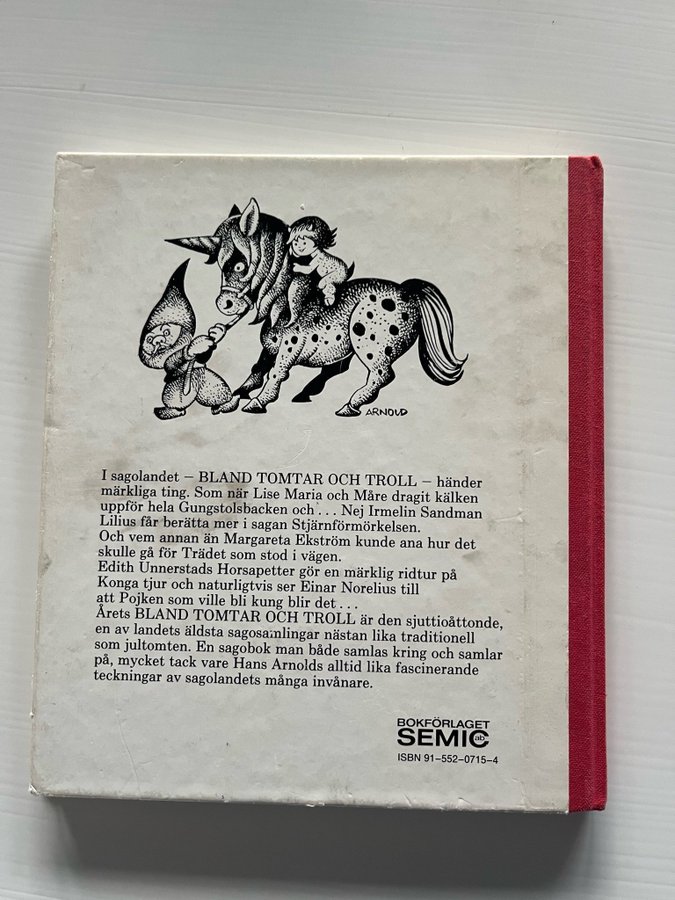 ARNOLD
I sagolandet – BLAND TOMTAR OCH TROLL – händer
märkliga ting. Som när Lise Maria och Måre dragit kälken
uppför hela Gungstolsbacken och . . . Nej Irmelin Sandman
Lilius får berätta mer i sagan Stjärnförmörkelsen.
Och vem annan än Margareta Ekström kunde ana hur det
skulle gå för Trädet som stod i vägen.
Edith Unnerstads Horsapetter gör en märklig ridtur på
Konga tjur och naturligtvis ser Einar Norelius till
att Pojken som ville bli kung blir det . . .
Årets BLAND TOMTAR OCH TROLL är den sjuttioåttonde,
en av landets äldsta sagosamlingar nästan lika traditionell
som jultomten. En sagobok man både samlas kring och samlar
på, mycket tack vare Hans Arnolds alltid lika fascinerande
teckningar av sagolandets många invånare.
BOKFÖRLAGET
SEMIC ab
ISBN 91–552–0715–4